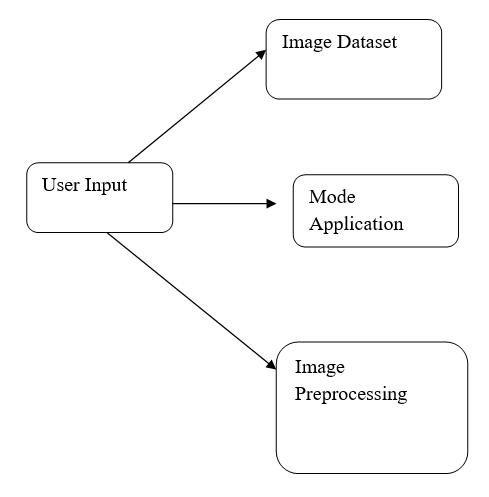 Image Dataset
User Input
Mode
Application
Image
Preprocessing